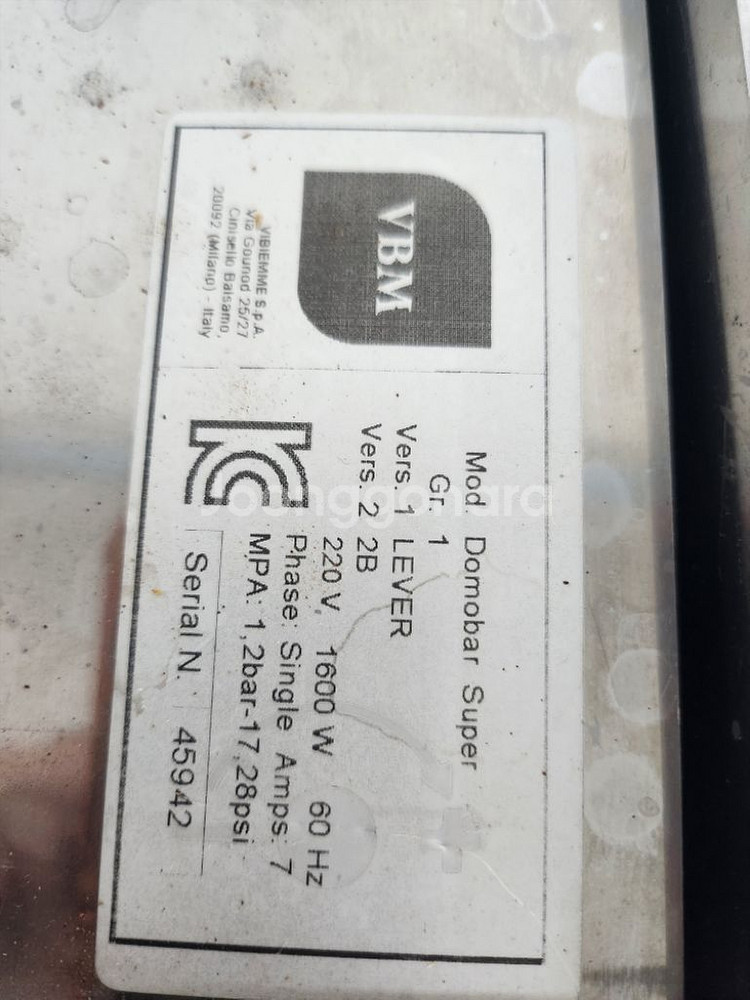 VBM
VIBIEMME S.p.A.
Via Gounod 25/27
Cinisello Balsamo,
20092 (Milano) - Italy
Mod. Domobar Super
Gr. 1
Vers. 1 LEVER
Vers. 2 2B
220 V, 1600 W 60 Hz
Phase: Single Amps: 7
MPA: 1,2bar-17,28psi
Serial N. 45942
joonggonara